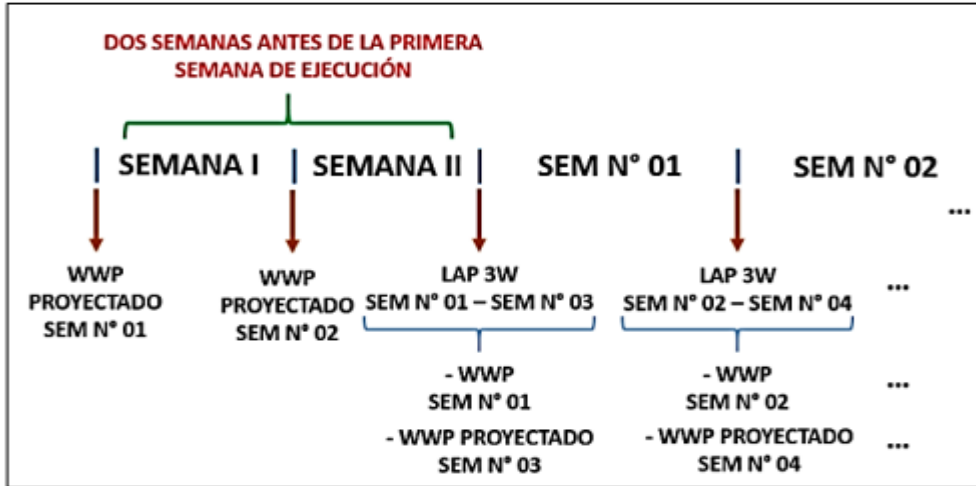 DOS SEMANAS ANTES DE LA PRIMERA
SEMANA DE EJECUCIÓN
SEMANA I
SEMANA II
SEM N° 01
SEM N° 02
...
WWP
PROYECTADO
SEM N° 01
WWP
PROYECTADO
SEM N° 02
LAP 3W
SEM N° 01 – SEM N° 03
LAP 3W
SEM N° 02 – SEM N° 04
...
- WWP
SEM N° 01
- WWP
SEM N° 02
...
- WWP PROYECTADO
SEM N° 03
- WWP PROYECTADO
SEM N° 04
...